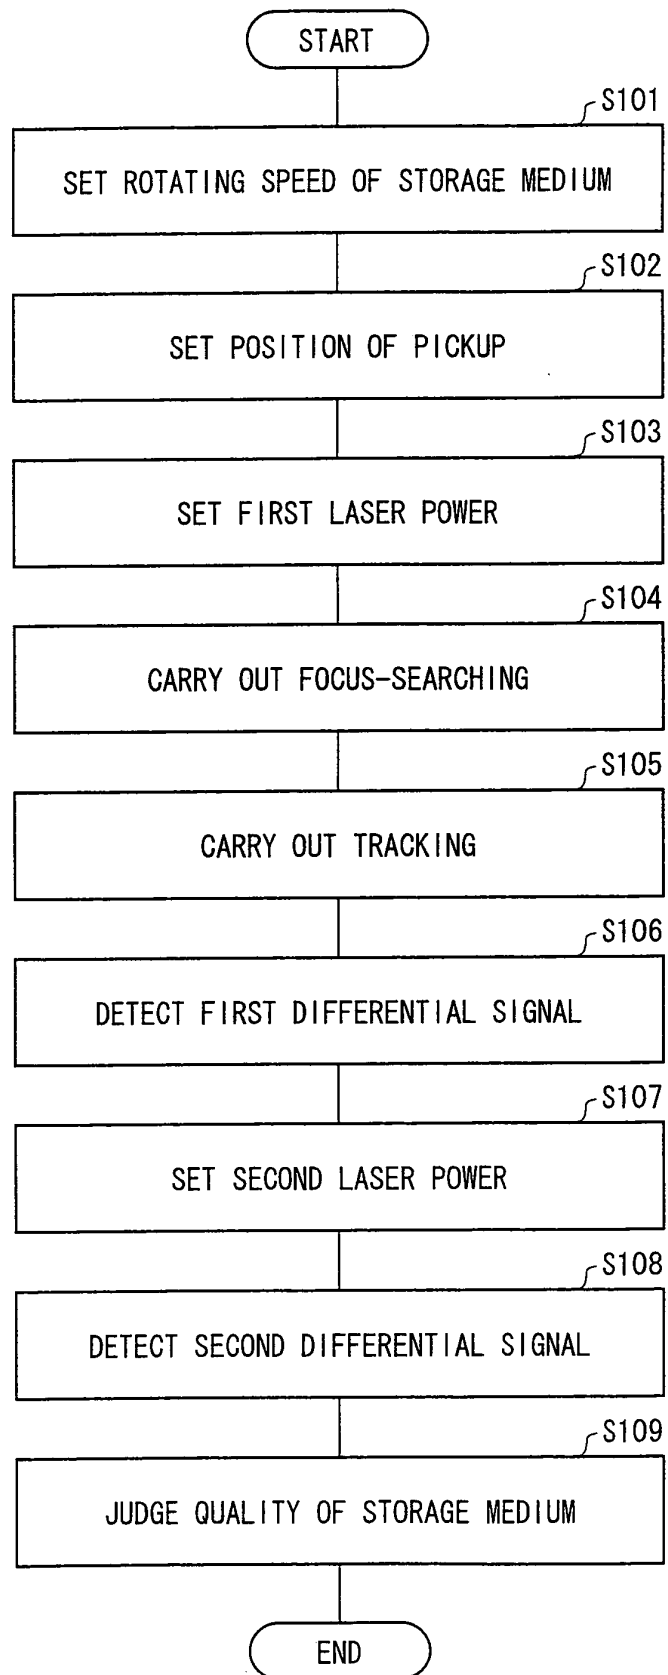 START
S101
SET ROTATING SPEED OF STORAGE MEDIUM
S102
SET POSITION OF PICKUP
S103
SET FIRST LASER POWER
S104
CARRY OUT FOCUS-SEARCHING
S105
CARRY OUT TRACKING
S106
DETECT FIRST DIFFERENTIAL SIGNAL
S107
SET SECOND LASER POWER
S108
DETECT SECOND DIFFERENTIAL SIGNAL
S109
JUDGE QUALITY OF STORAGE MEDIUM
END